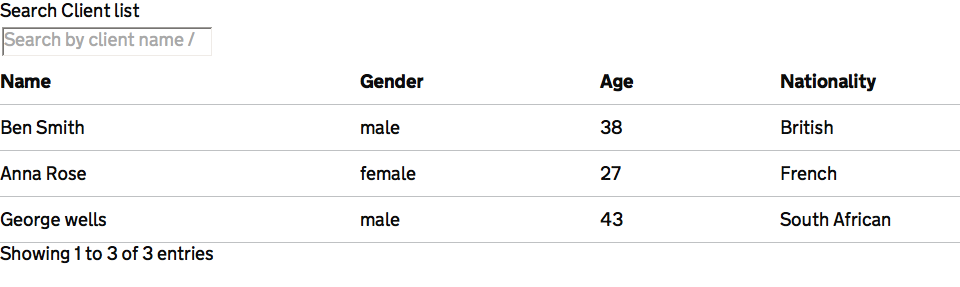 Search Client list
Search by client name /
Name Gender Age Nationality
Ben Smith male 38 British
Anna Rose female 27 French
George wells male 43 South African
Showing 1 to 3 of 3 entries